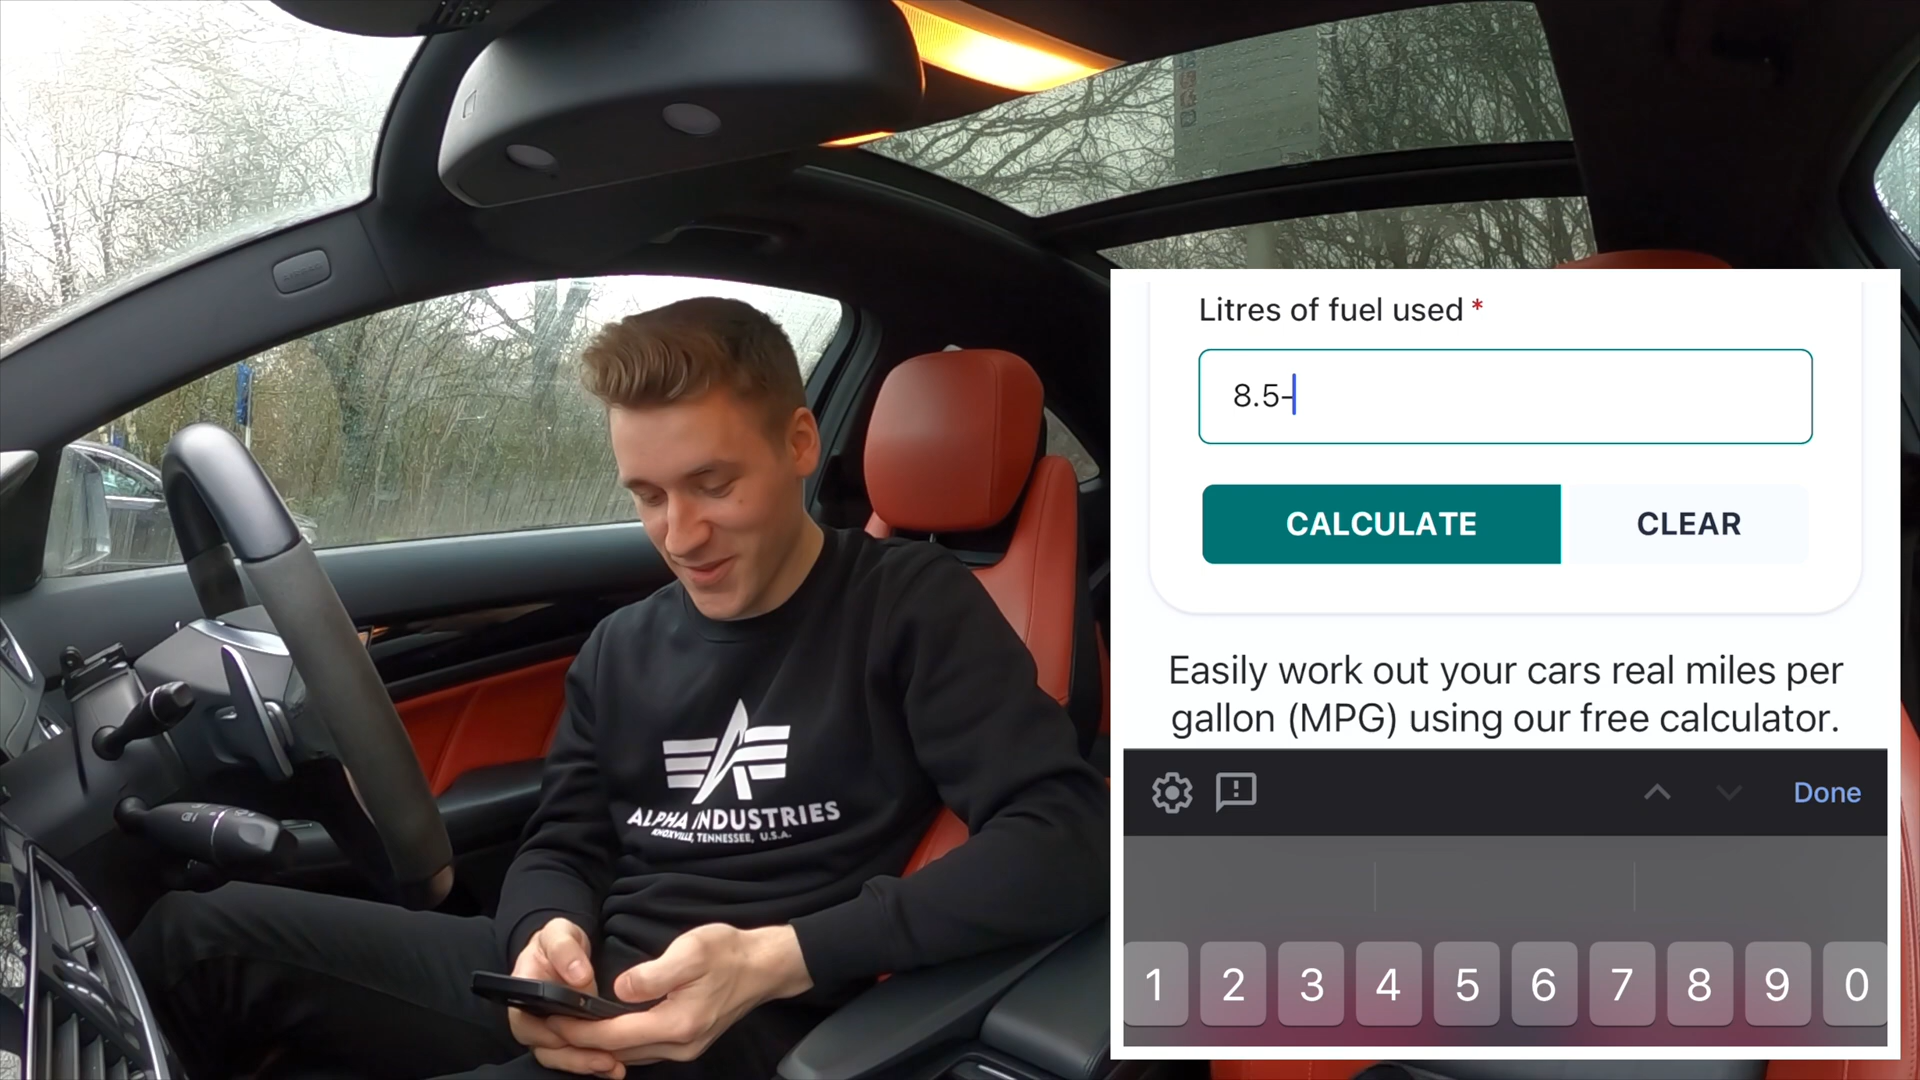 Litres of fuel used *
8.5-
CALCULATE
CLEAR
Easily work out your cars real miles per
gallon (MPG) using our free calculator.
Done
1 2 3 4 5 6 7 8 9 0
ALPHA INDUSTRIES
KNOXVILLE, TENNESSEE, U.S.A.